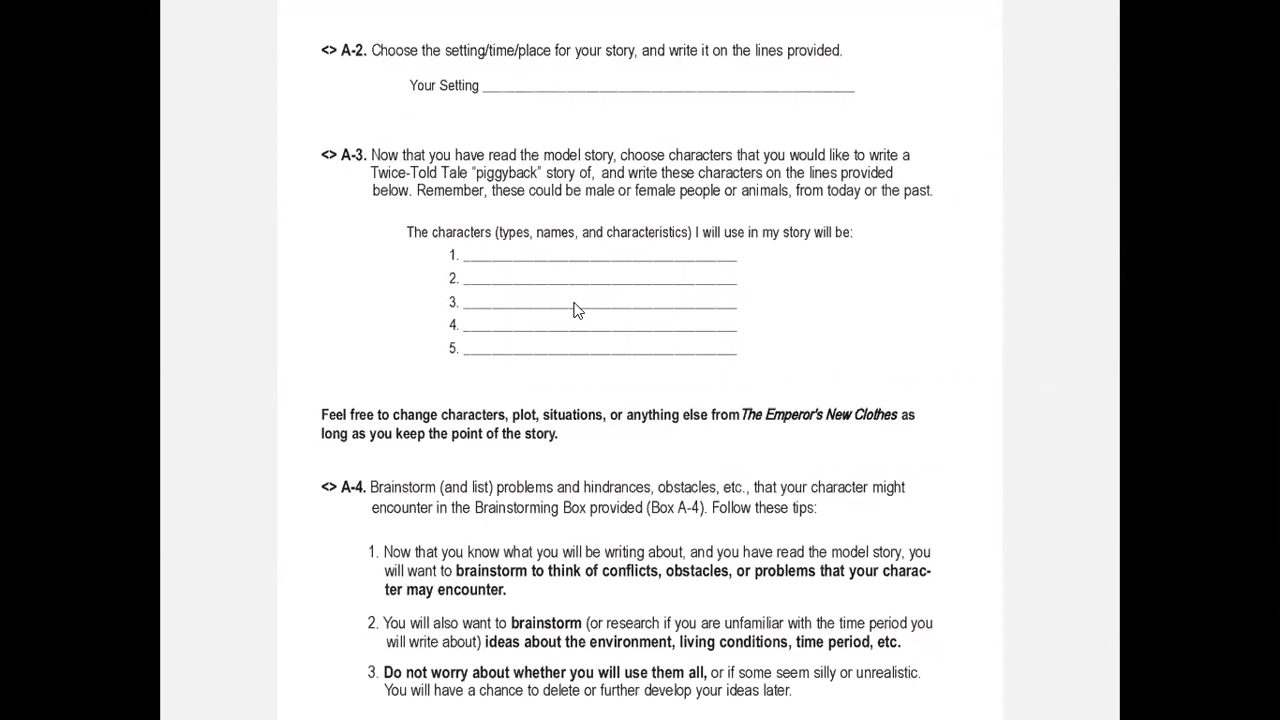 <> A-2. Choose the setting/time/place for your story, and write it on the lines provided.
Your Setting ______________________________________________
<> A-3. Now that you have read the model story, choose characters that you would like to write a
Twice-Told Tale "piggyback" story of, and write these characters on the lines provided
below. Remember, these could be male or female people or animals, from today or the past.
The characters (types, names, and characteristics) I will use in my story will be:
1. __________________________________
2. __________________________________
3. __________________________________
4. __________________________________
5. __________________________________
Feel free to change characters, plot, situations, or anything else from The Emperor's New Clothes as
long as you keep the point of the story.
<> A-4. Brainstorm (and list) problems and hindrances, obstacles, etc., that your character might
encounter in the Brainstorming Box provided (Box A-4). Follow these tips:
1. Now that you know what you will be writing about, and you have read the model story, you
will want to brainstorm to think of conflicts, obstacles, or problems that your charac-
ter may encounter.
2. You will also want to brainstorm (or research if you are unfamiliar with the time period you
will write about) ideas about the environment, living conditions, time period, etc.
3. Do not worry about whether you will use them all, or if some seem silly or unrealistic.
You will have a chance to delete or further develop your ideas later.